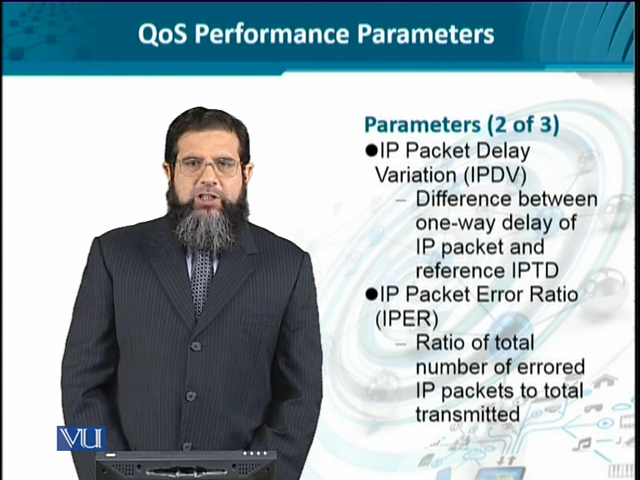 QoS Performance Parameters
Parameters (2 of 3)
●IP Packet Delay
Variation (IPDV)
– Difference between
one-way delay of
IP packet and
reference IPTD
●IP Packet Error Ratio
(IPER)
– Ratio of total
number of errored
IP packets to total
transmitted
VU